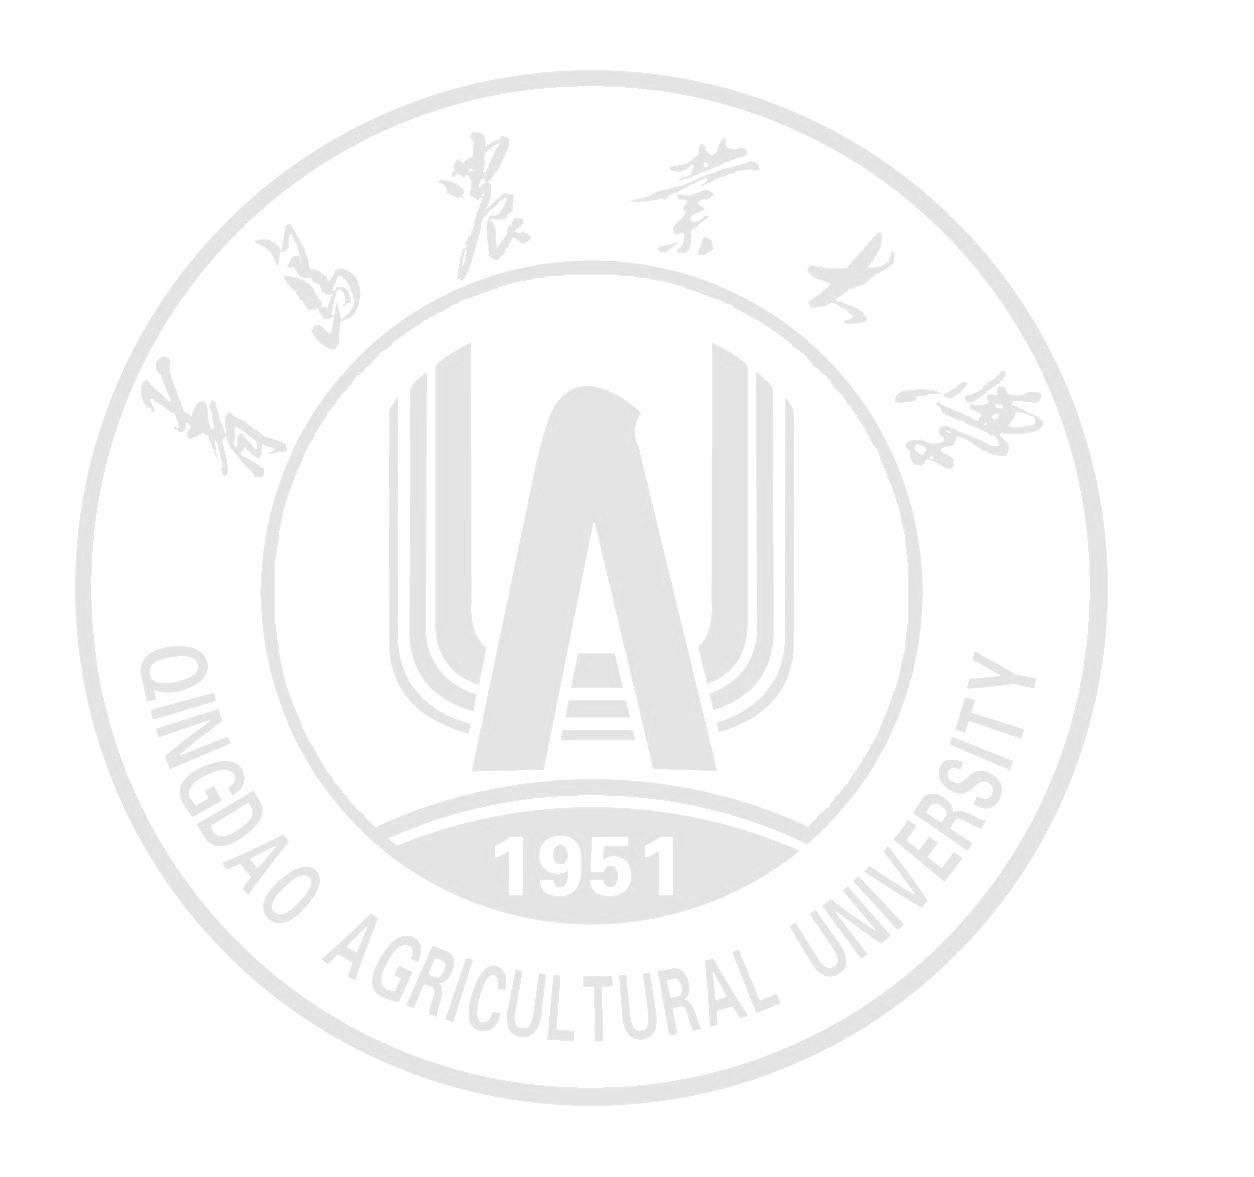 青岛农业大学
1951
QINGDAO AGRICULTURAL UNIVERSITY